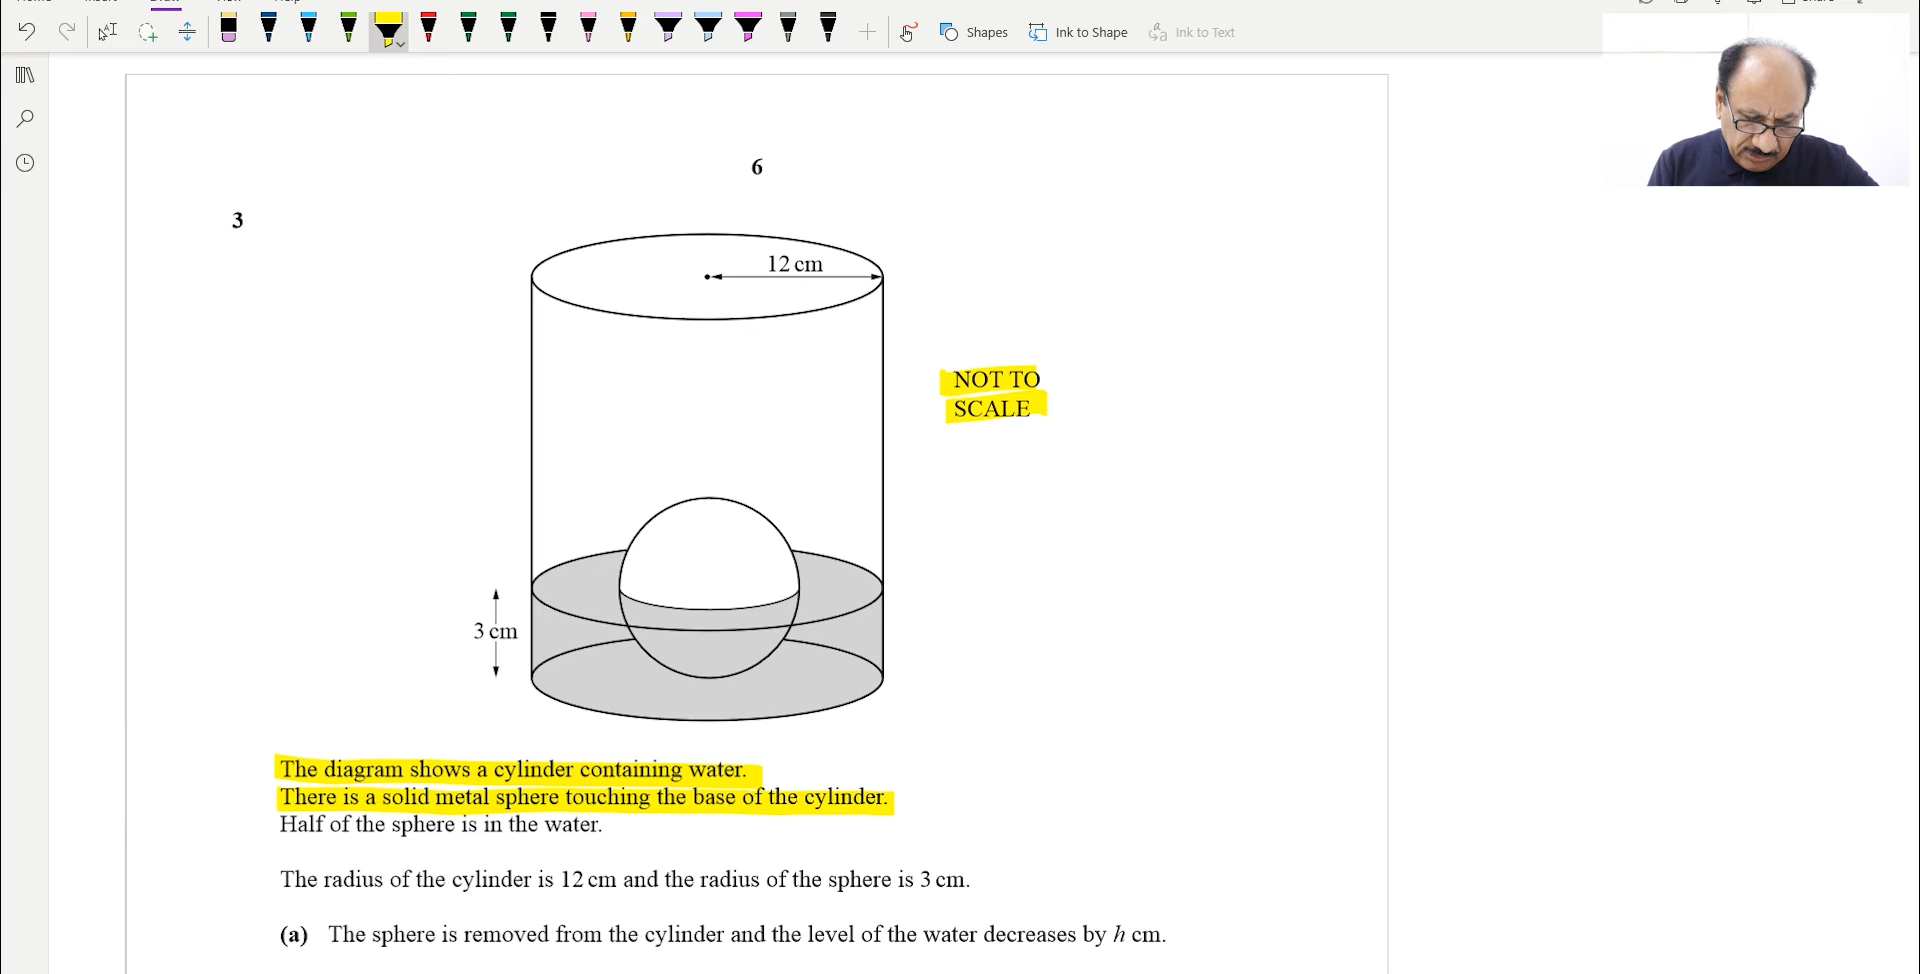 Shapes
Ink to Shape
Ink to Text
6
3
12 cm
NOT TO
SCALE
3 cm
The diagram shows a cylinder containing water.
There is a solid metal sphere touching the base of the cylinder.
Half of the sphere is in the water.
The radius of the cylinder is 12 cm and the radius of the sphere is 3 cm.
(a) The sphere is removed from the cylinder and the level of the water decreases by h cm.